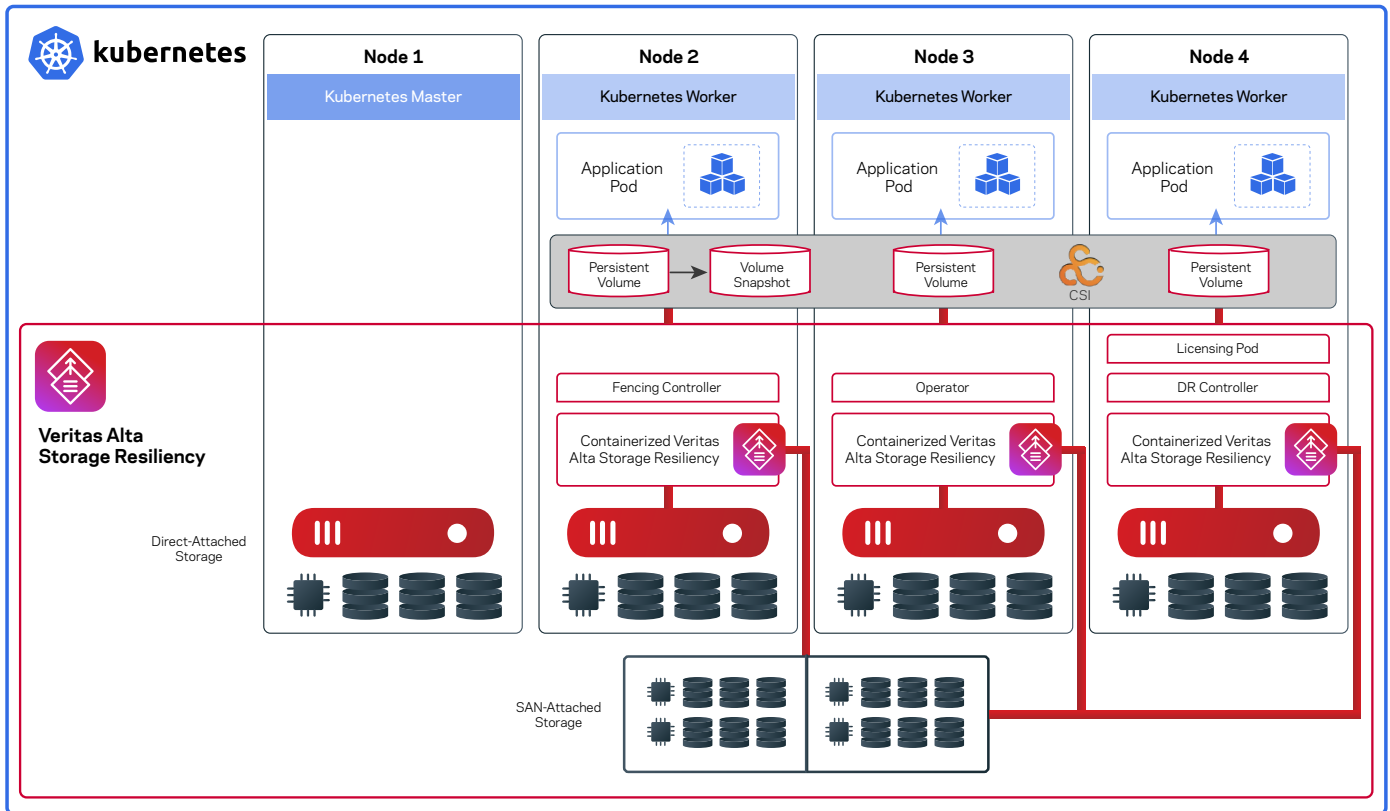 kubernetes
Node 1
Node 2
Node 3
Node 4
Kubernetes Master
Kubernetes Worker
Kubernetes Worker
Kubernetes Worker
Application
Pod
Application
Pod
Application
Pod
Persistent
Volume
Volume
Snapshot
Persistent
Volume
CSI
Persistent
Volume
Veritas Alta
Storage Resiliency
Licensing Pod
Fencing Controller
Operator
DR Controller
Containerized Veritas
Alta Storage Resiliency
Containerized Veritas
Alta Storage Resiliency
Containerized Veritas
Alta Storage Resiliency
Direct-Attached
Storage
SAN-Attached
Storage